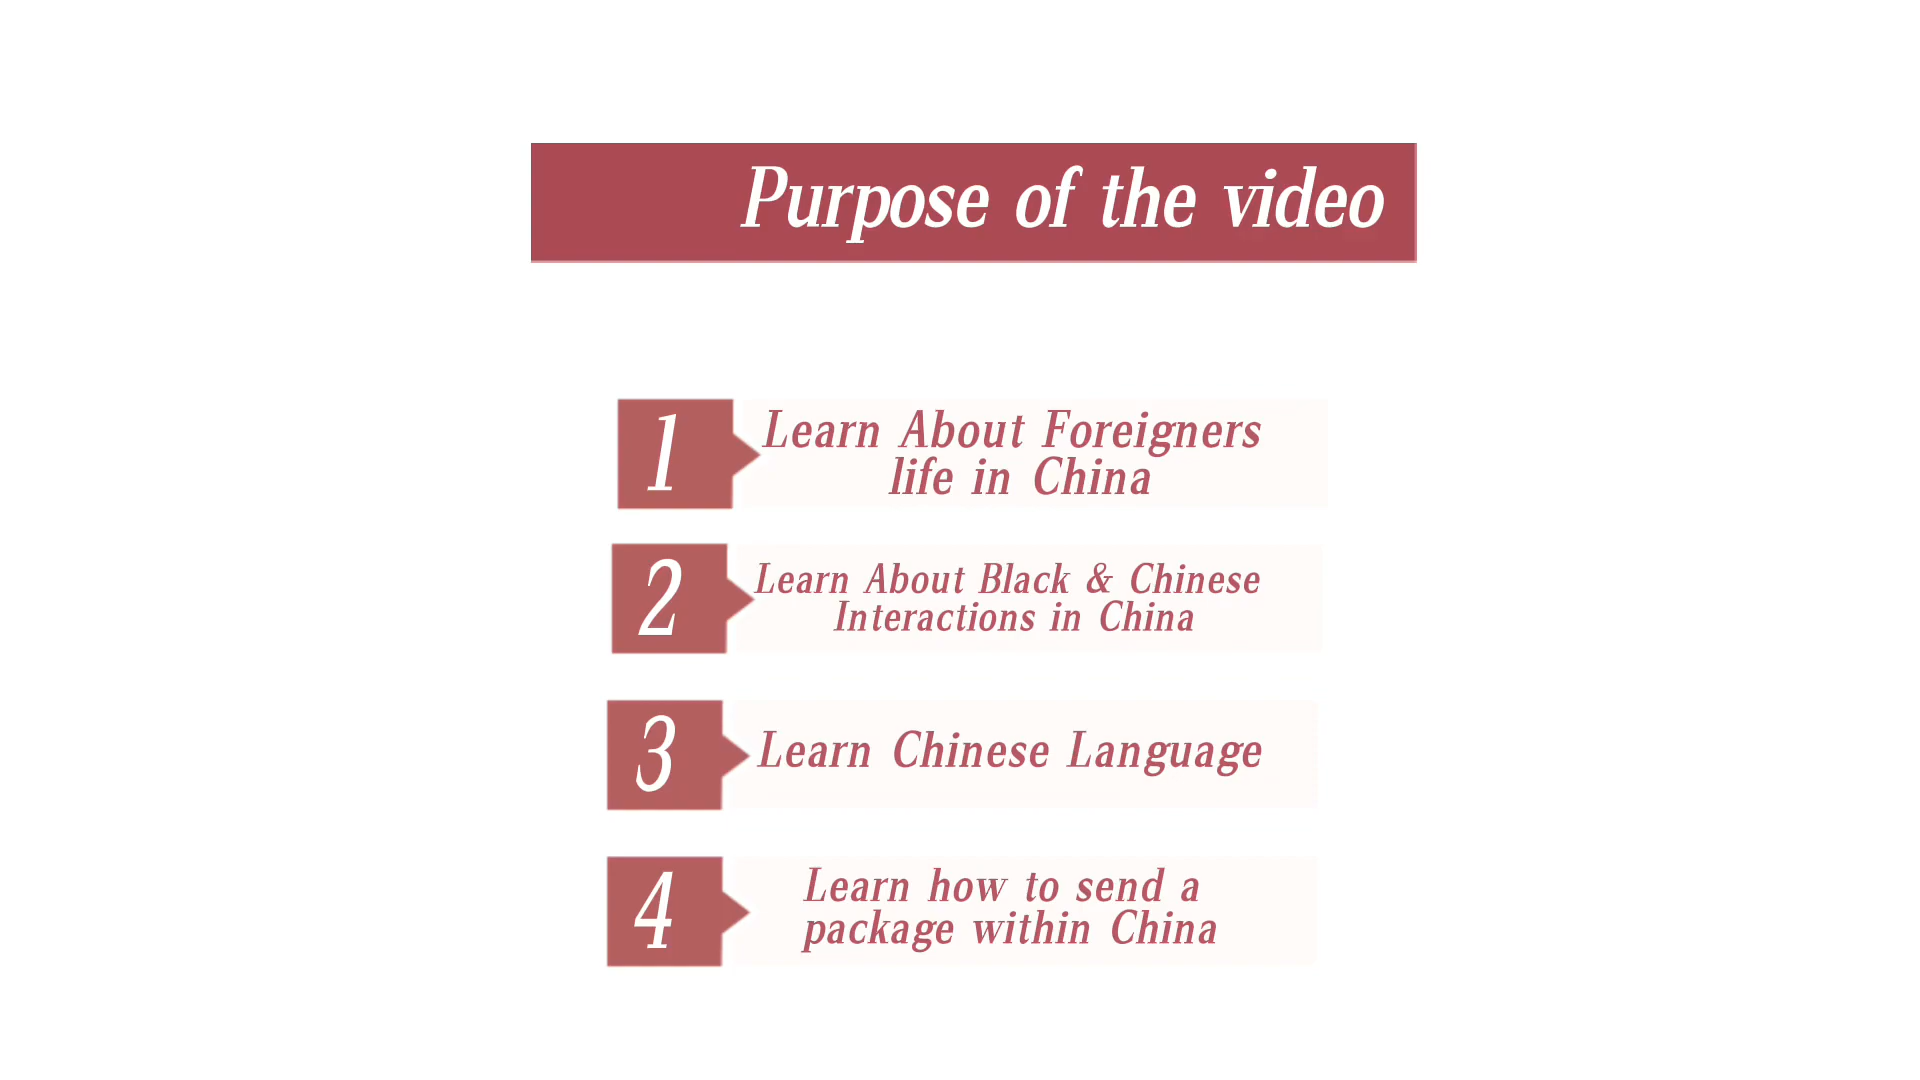 Purpose of the video
1
Learn About Foreigners
life in China
2
Learn About Black & Chinese
Interactions in China
3
Learn Chinese Language
4
Learn how to send a
package within China